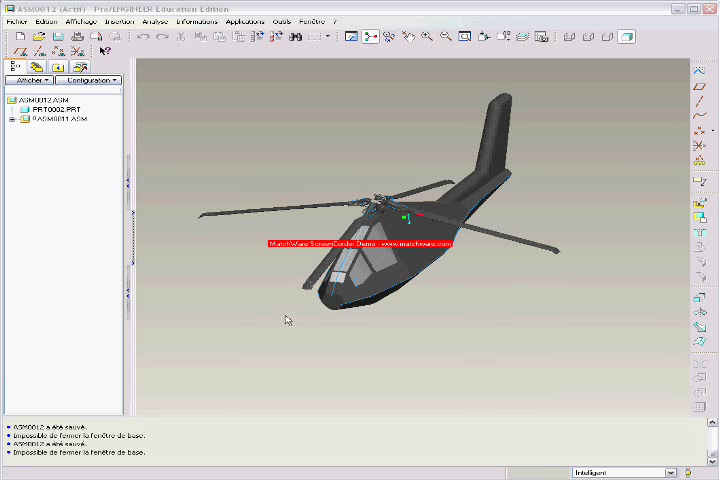 ASM0012 (Actif) - Pro/ENGINEER Education Edition
Fichier Edition Affichage Insertion Analyse Informations Applications Outils Fenêtre ?
Afficher Configuration
ASM0012.ASM
PRT0002.PRT
ASM0011.ASM
MatchWare ScreenCorder Demo - www.matchware.com
ASM0012 a été sauvé.
Impossible de fermer la fenêtre de base.
ASM0012 a été sauvé.
Impossible de fermer la fenêtre de base.
Intelligent